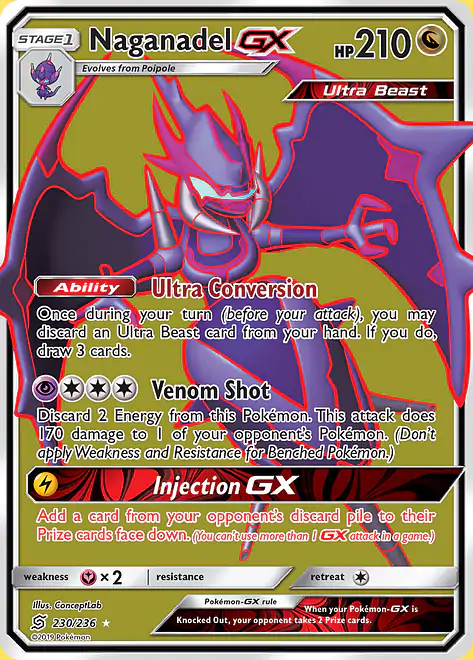 STAGE 1 Naganadel GX HP 210
Evolves from Poipole
Ultra Beast
Ability Ultra Conversion
Once during your turn (before your attack), you may
discard an Ultra Beast card from your hand. If you do,
draw 3 cards.
Venom Shot
Discard 2 Energy from this Pokémon. This attack does
170 damage to 1 of your opponent's Pokémon. (Don't
apply Weakness and Resistance for Benched Pokémon.)
Injection GX
Add a card from your opponent's discard pile to their
Prize cards face down. (You can't use more than 1 GX attack in a game.)
weakness × 2 resistance retreat
Illus. ConceptLab
230/236
©2019 Pokémon
Pokémon-GX rule
When your Pokémon-GX is
Knocked Out, your opponent takes 2 Prize cards.